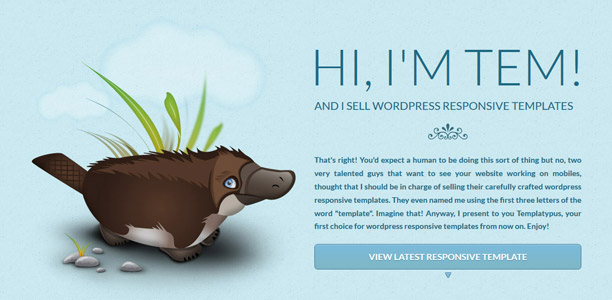 HI, I'M TEM!
AND I SELL WORDPRESS RESPONSIVE TEMPLATES
That's right! You'd expect a human to be doing this sort of thing but no, two
very talented guys that want to see your website working on mobiles,
thought that I should be in charge of selling their carefully crafted wordpress
responsive templates. They even named me using the first three letters of the
word "template". Imagine that! Anyway, I present to you Templatypus, your
first choice for wordpress responsive templates from now on. Enjoy!
VIEW LATEST RESPONSIVE TEMPLATE